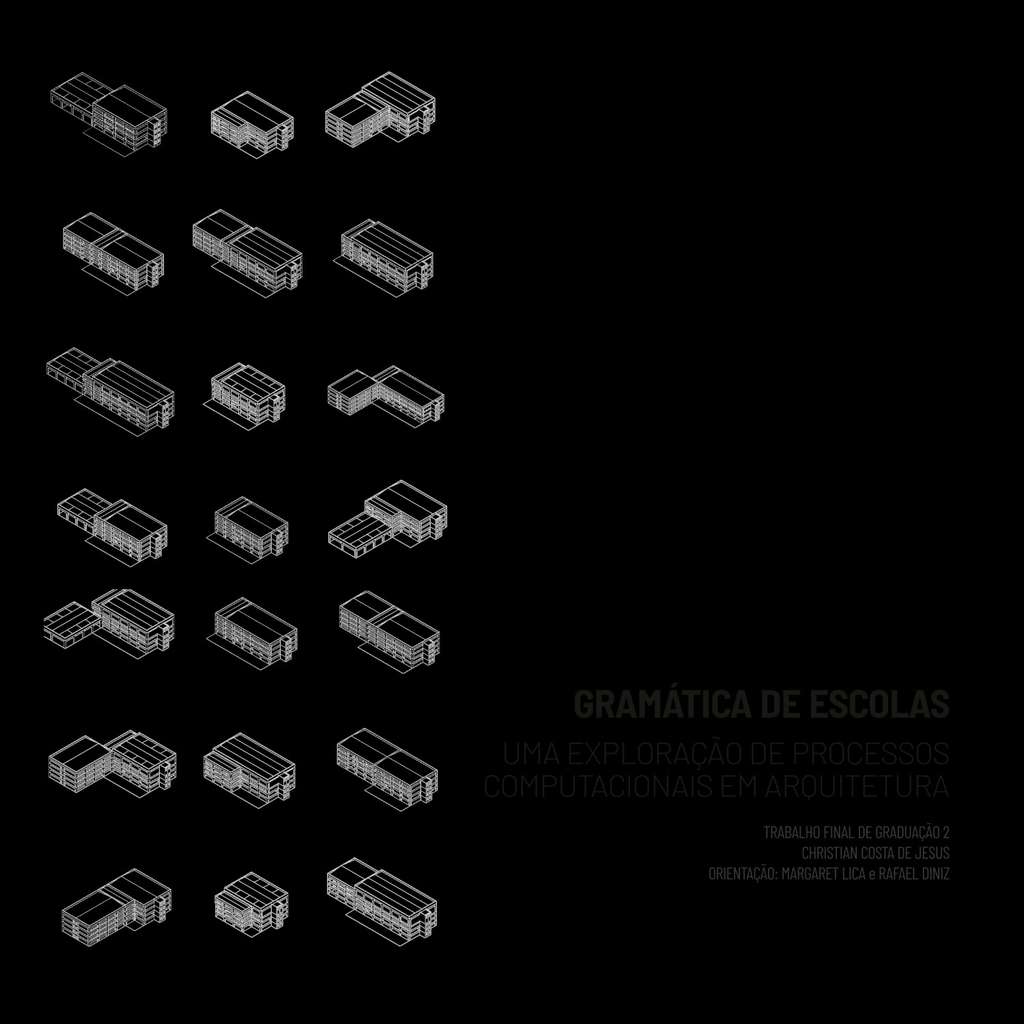 GRAMÁTICA DE ESCOLAS
UMA EXPLORAÇÃO DE PROCESSOS
COMPUTACIONAIS EM ARQUITETURA
TRABALHO FINAL DE GRADUAÇÃO 2
CHRISTIAN COSTA DE JESUS
ORIENTAÇÃO: MARGARET LICA e RAFAEL DINIZ